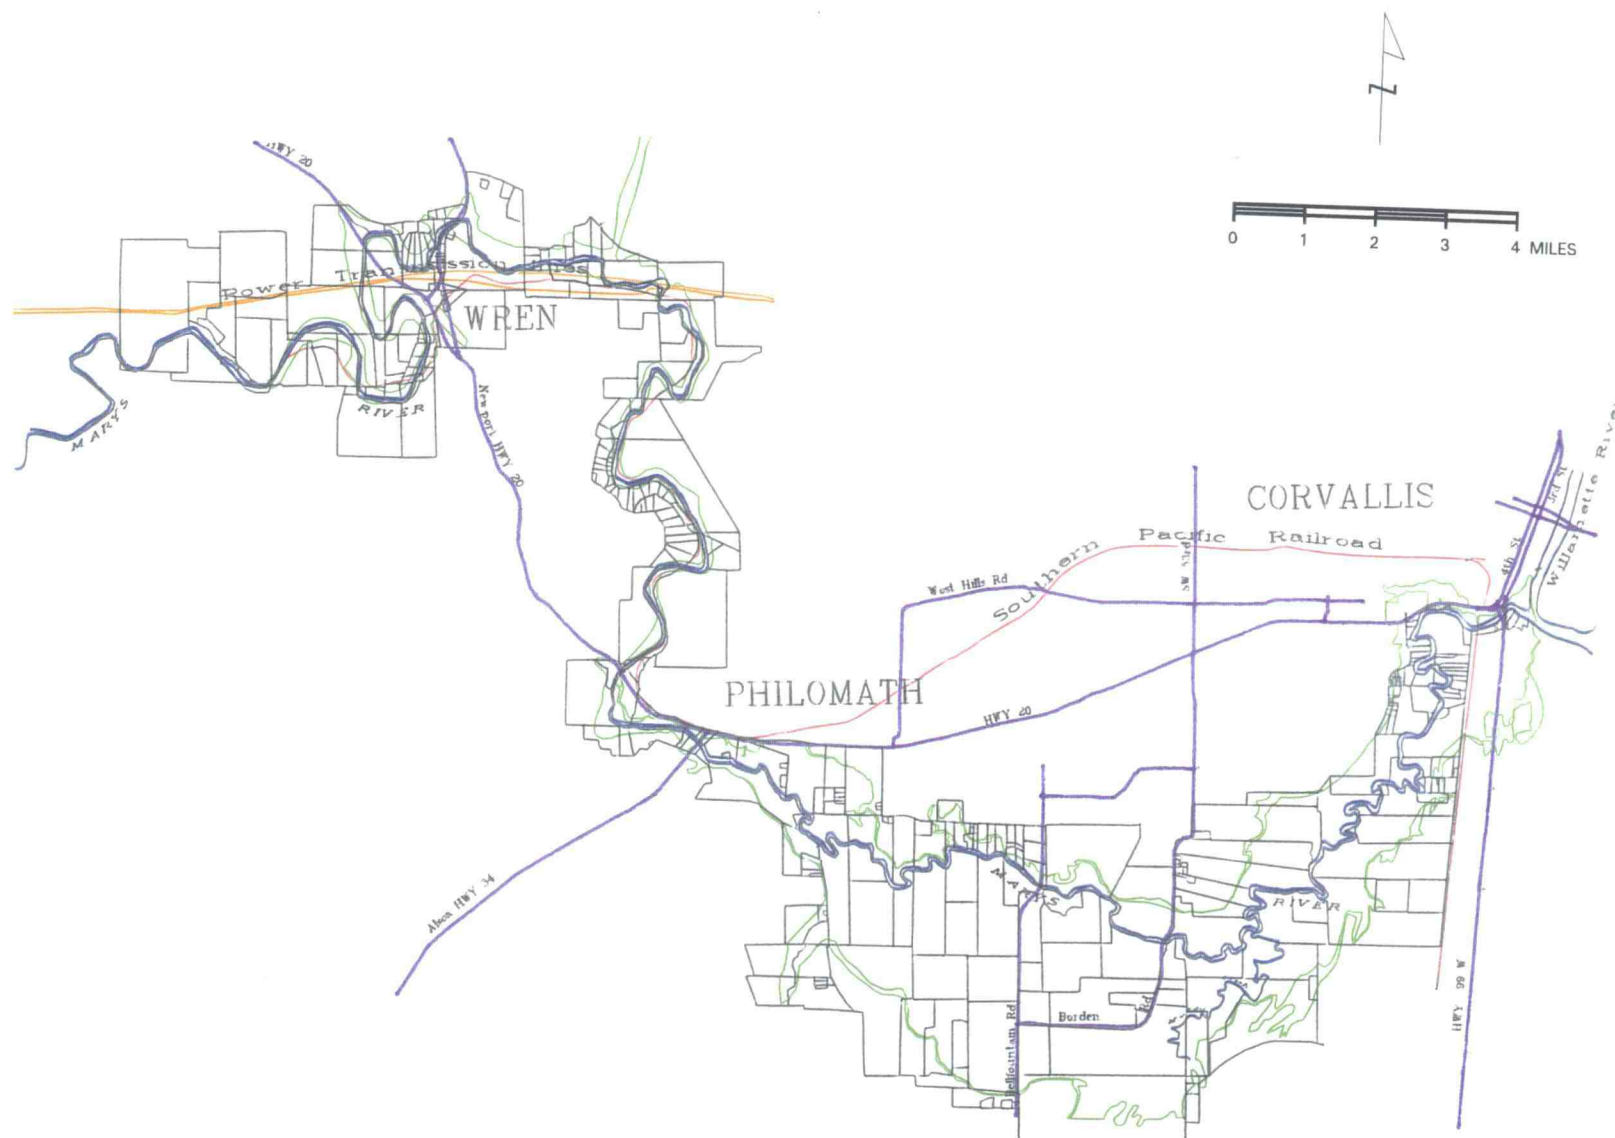 HWY 20
Power Transmission Lines
WREN
0 1 2 3 4 MILES
MARYS
RIVER
Newport HWY 20
CORVALLIS
3rd St
4th St
Willamette River
Southern Pacific Railroad
SW 53rd
West Hills Rd
PHILOMATH
HWY 20
Alsea HWY 34
MARYS
RIVER
Bellfountain Rd
Borden Rd
HWY 99 W